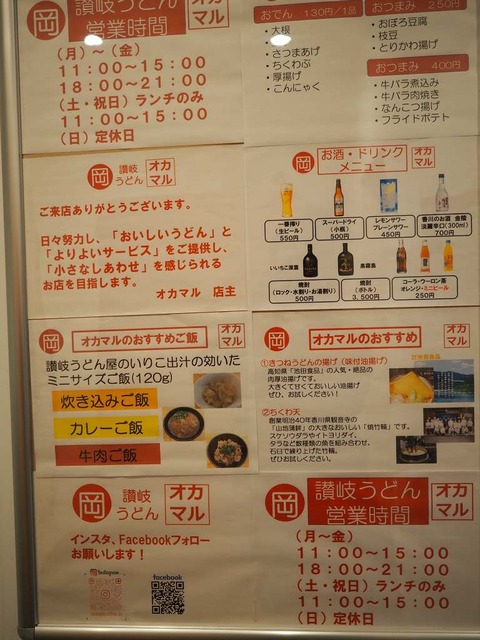 岡
讃岐うどん
営業時間
オカ
マル
（月）～（金）
11：00～15：00
18：00～21：00
（土・祝日）ランチのみ
11：00～15：00
（日）定休日
おでん 130円/1品
・大根
・さつまあげ
・ちくわぶ
・厚揚げ
・こんにゃく
おつまみ 250円
・おぼろ豆腐
・枝豆
・とりかわ揚げ
おつまみ 400円
・牛バラ煮込み
・牛バラ肉焼き
・なんこつ揚げ
・フライドポテト
岡
讃岐
うどん
オカ
マル
ご来店ありがとうございます。
日々努力し、「おいしいうどん」と
「よりよいサービス」をご提供し、
「小さなしあわせ」を感じられる
お店を目指します。
オカマル 店主
岡
お酒・ドリンク
メニュー
オカ
マル
一番搾り
（生ビール）
550円
スーパードライ
（小瓶）
500円
レモンサワー
プレーンサワー
450円
香川のお酒 金陵
淡麗辛口(300ml)
700円
いいちこ
黒霧島
焼酎
（ロック・水割り・お湯割り）
500円
焼酎
（ボトル）
3,500円
コーラ・ウーロン茶
オレンジ・ミニビール
250円
岡
オカマルのおすすめご飯
オカ
マル
讃岐うどん屋のいりこ出汁の効いた
ミニサイズご飯(120g)
炊き込みご飯
カレーご飯
牛肉ご飯
岡
オカマルのおすすめ
オカ
マル
①きつねうどんの揚げ（味付油揚げ）
高知県「池田食品」の人気・絶品の
肉厚油揚げです。
大きくて甘くておいしい油揚げ
ぜひ、お試しください！
②ちくわ天
創業明治40年香川県観音寺の
「山地蒲鉾」の大きなおいしい「焼竹輪」です。
スケソウダラやイトヨリダイ、
タラなど数種類の魚を組み合わせ、
石臼で練り上げた竹輪。
ぜひお試しください。
岡
讃岐
うどん
オカ
マル
インスタ、Facebookフォロー
お願いします！
Instagram
facebook
岡
讃岐うどん
営業時間
オカ
マル
（月～金）
11：00～15：00
18：00～21：00
（土・祝日）ランチのみ
11：00～15：00
（日）定休日